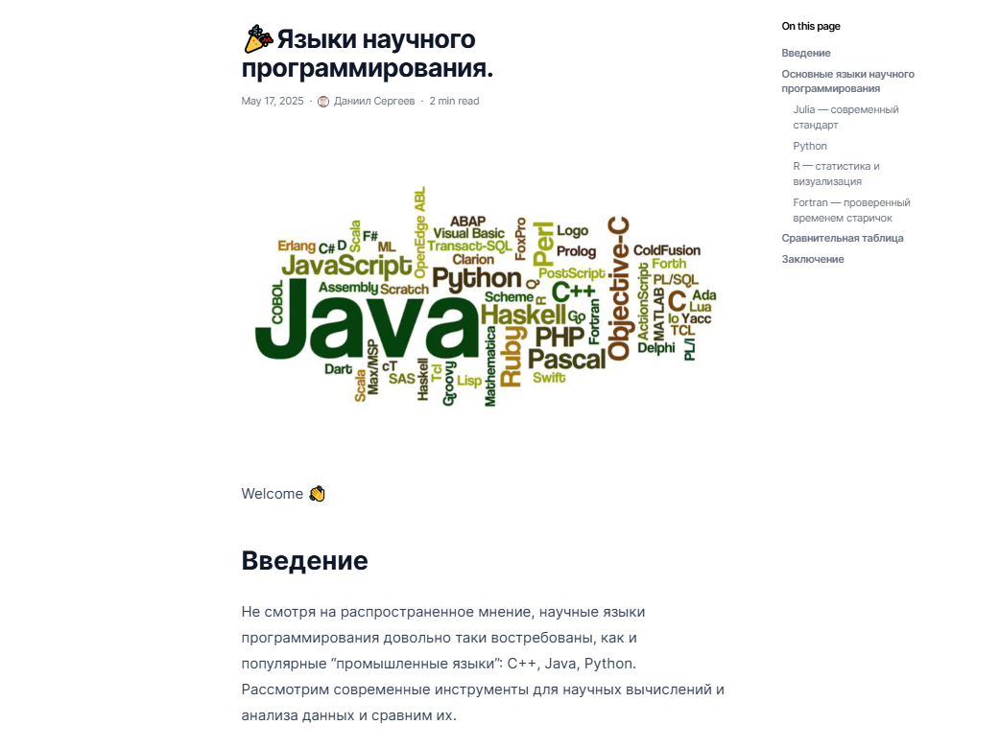 Языки научного
программирования.
May 17, 2025 · Даниил Сергеев · 2 min read
OpenEdge ABL
Scala
F#
ABAP
Visual Basic
FoxPro
Perl
Logo
Erlang
C#
D
ML
Transact-SQL
Prolog
Objective-C
ColdFusion
JavaScript
Clarion
Forth
Python
PostScript
ActionScript
PL/SQL
COBOL
Assembly
Scratch
Q
C++
MATLAB
Java
Scheme
R
Fortran
C
Ada
Haskell
Go
Lua
Io
Yacc
Ruby
PHP
TCL
Mathematica
Pascal
Delphi
PL/I
Dart
Scala
Max/MSP
cT
SAS
Haskell
Tcl
Groovy
Lisp
Swift
Welcome
Введение
Не смотря на распространенное мнение, научные языки
программирования довольно таки востребованы, как и
популярные “промышленные языки”: C++, Java, Python.
Рассмотрим современные инструменты для научных вычислений и
анализа данных и сравним их.
On this page
Введение
Основные языки научного
программирования
Julia — современный
стандарт
Python
R — статистика и
визуализация
Fortran — проверенный
временем старичок
Сравнительная таблица
Заключение